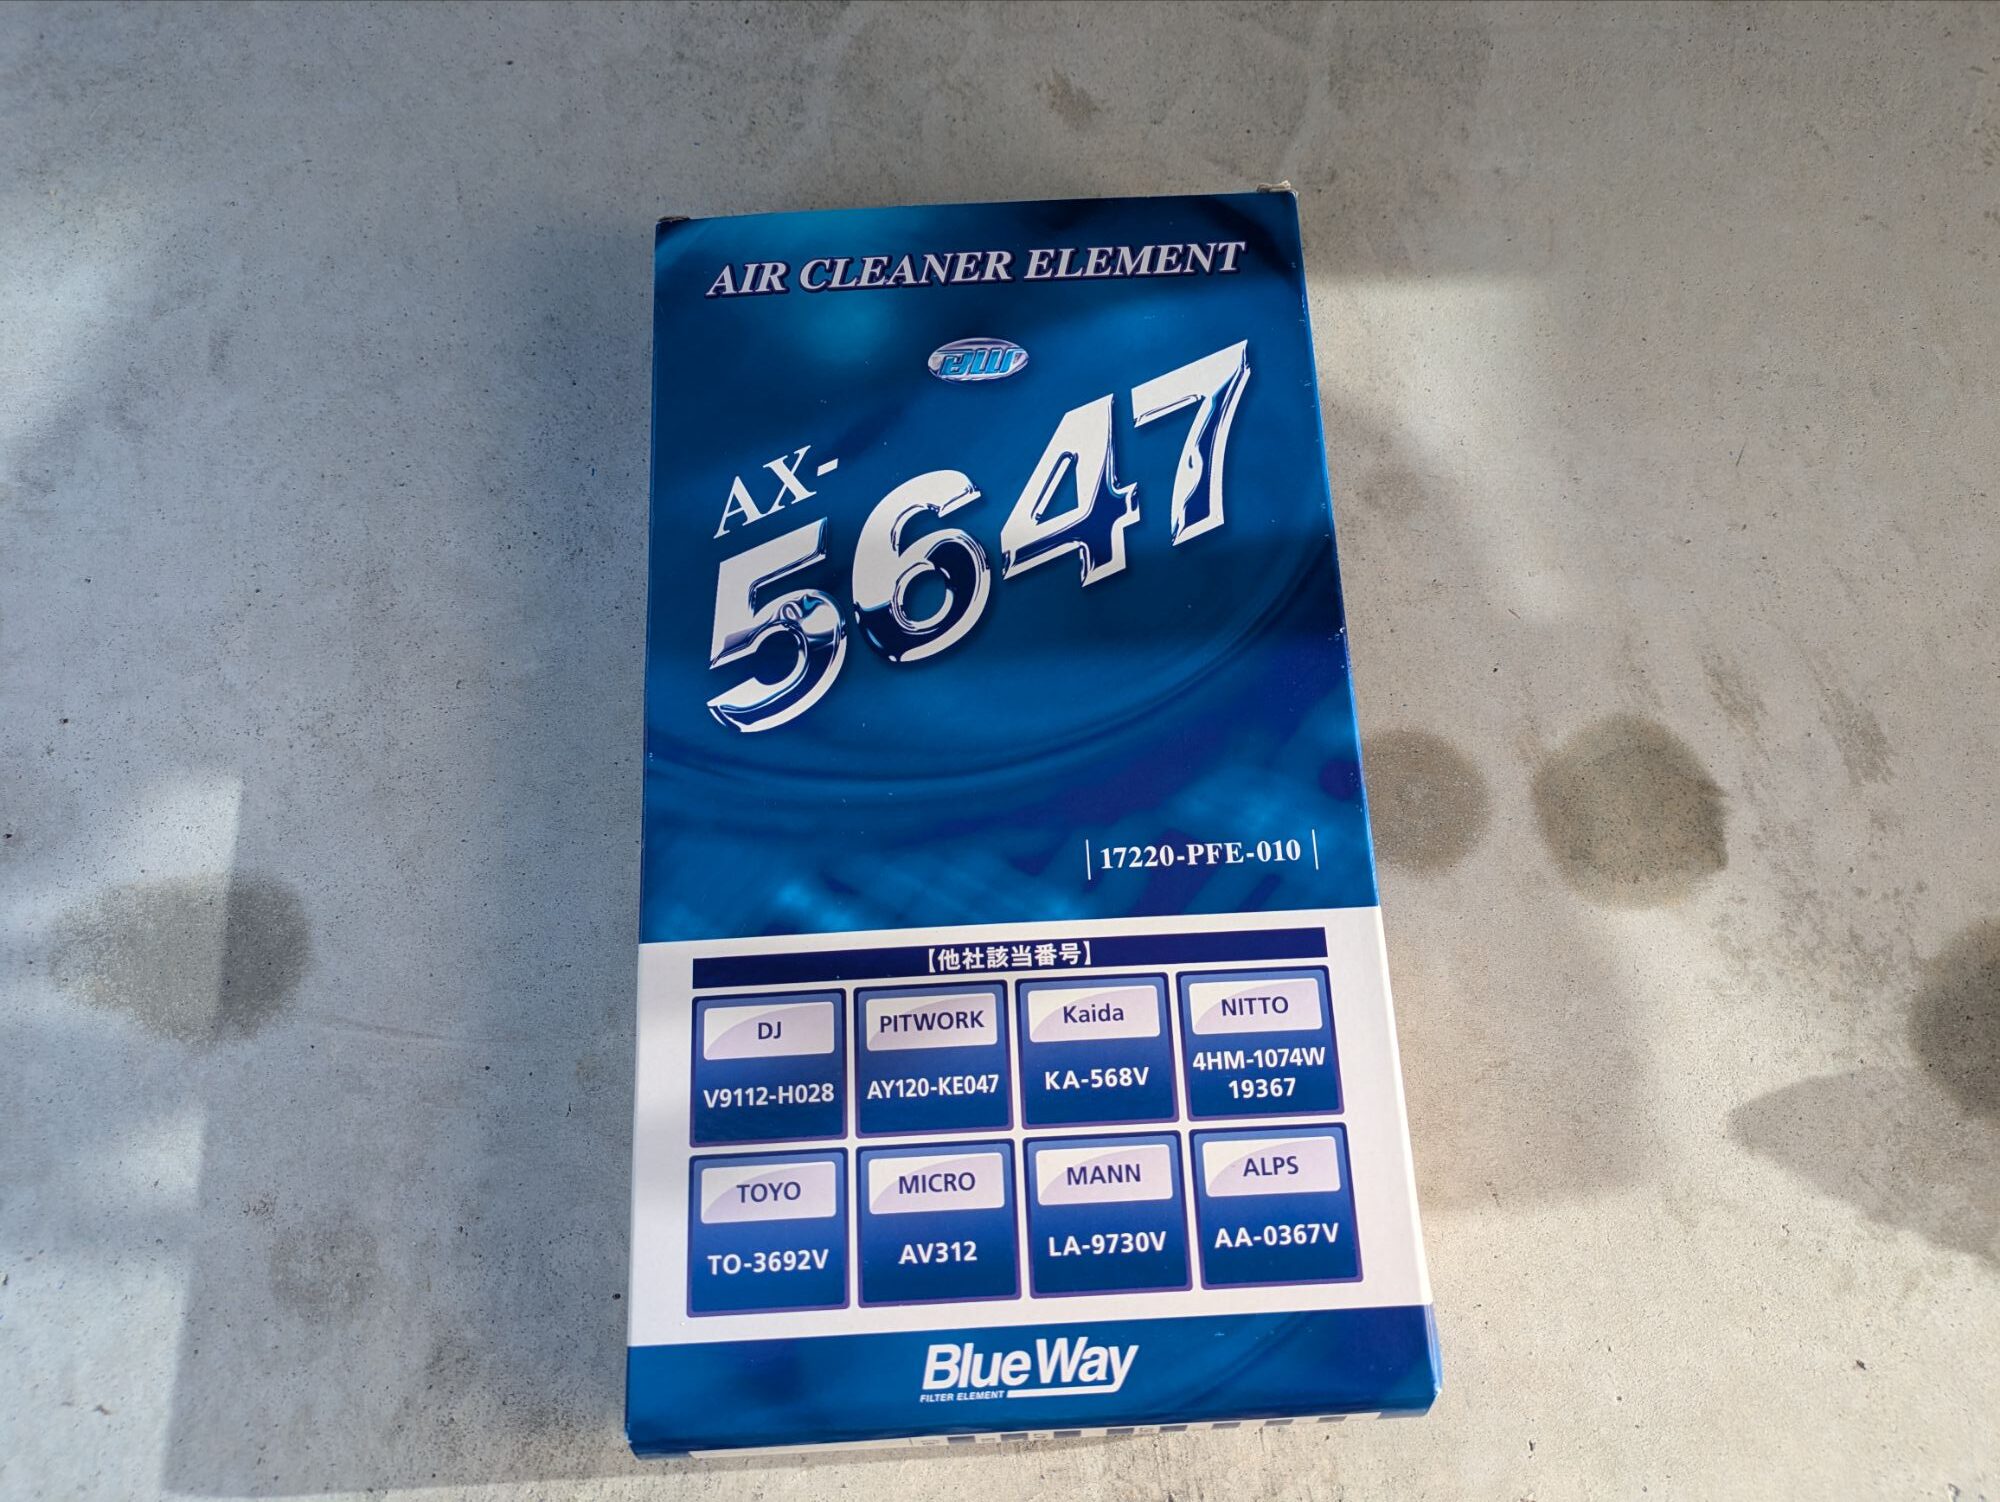 AIR CLEANER ELEMENT
BW
AX-
5647
17220-PFE-010
【他社該当番号】
DJ
V9112-H028
PITWORK
AY120-KE047
Kaida
KA-568V
NITTO
4HM-1074W
19367
TOYO
TO-3692V
MICRO
AV312
MANN
LA-9730V
ALPS
AA-0367V
BlueWay
FILTER ELEMENT